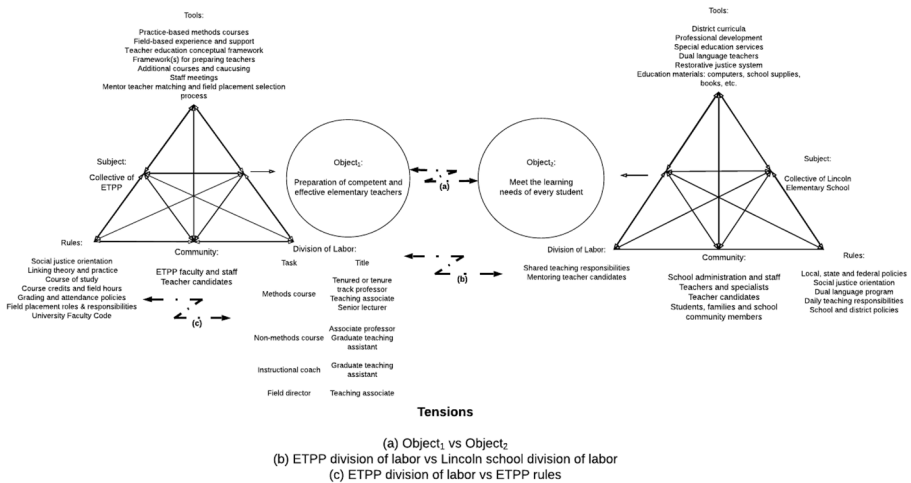 Tools:
Practice-based methods courses
Field-based experience and support
Teacher education conceptual framework
Framework(s) for preparing teachers
Additional courses and caucusing
Staff meetings
Mentor teacher matching and field placement selection
process
Subject:
Collective of
ETPP
Object₁:
Preparation of competent and
effective elementary teachers
(a)
Object₂:
Meet the learning
needs of every student
Tools:
District curricula
Professional development
Special education services
Dual language teachers
Restorative justice system
Education materials: computers, school supplies,
books, etc.
Subject:
Collective of Lincoln
Elementary School
Rules:
Social justice orientation
Linking theory and practice
Course of study
Course credits and field hours
Grading and attendance policies
Field placement roles & responsibilities
University Faculty Code
(c)
Community:
ETPP faculty and staff
Teacher candidates
Division of Labor:
Task Title
Methods course
Tenured or tenure
track professor
Teaching associate
Senior lecturer
Non-methods course
Associate professor
Graduate teaching
assistant
Instructional coach
Graduate teaching
assistant
Field director Teaching associate
(b)
Division of Labor:
Shared teaching responsibilities
Mentoring teacher candidates
Community:
School administration and staff
Teachers and specialists
Teacher candidates
Students, families and school
community members
Rules:
Local, state and federal policies
Social justice orientation
Dual language program
Daily teaching responsibilities
School and district policies
Tensions
(a) Object₁ vs Object₂
(b) ETPP division of labor vs Lincoln school division of labor
(c) ETPP division of labor vs ETPP rules